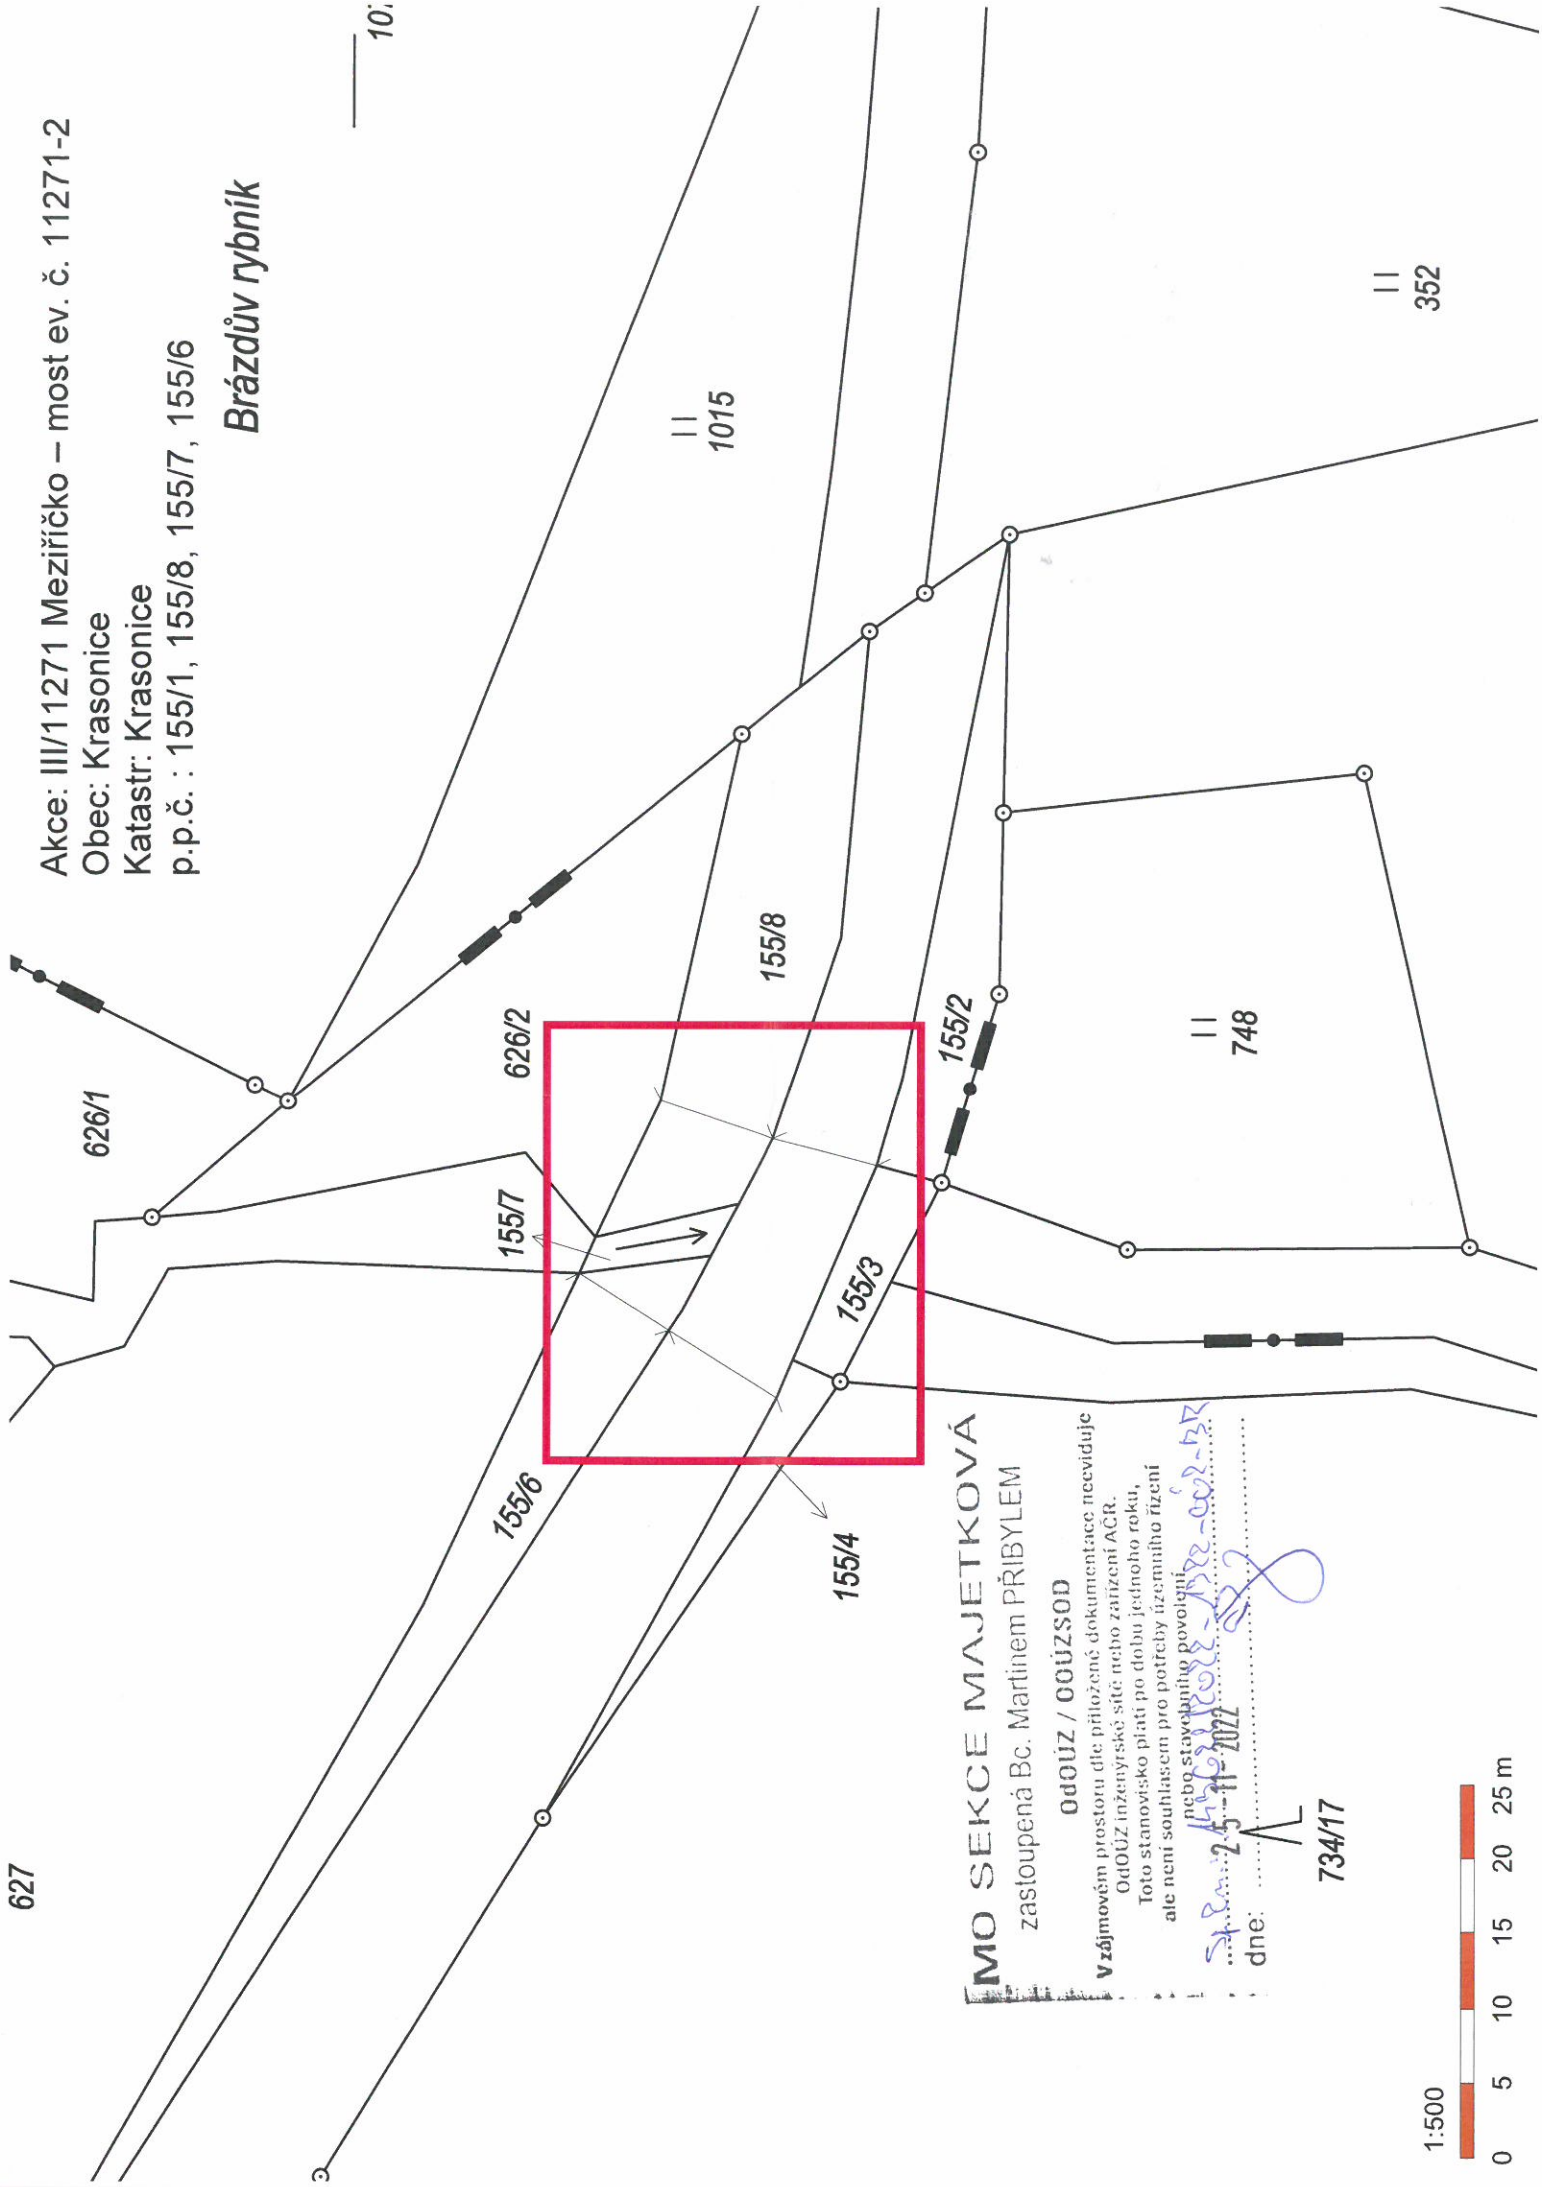 Akce: III/11271 Meziříčko – most ev. č. 11271-2
Obec: Krasonice
Katastr: Krasonice
p.p.č. : 155/1, 155/8, 155/7, 155/6
Brázdův rybník
627
626/1
626/2
1015
155/7
155/8
155/6
155/2
155/3
155/4
352
748
734/17
MO SEKCE MAJETKOVÁ
zastoupená Bc. Martinem PŘIBYLEM
OdOÚZ / OOÚZSOD
V zájmovém prostoru dle přiložené dokumentace neeviduje
OdOÚZ inženýrské sítě nebo zařízení AČR.
Toto stanovisko platí po dobu jednoho roku,
ale není souhlasem pro potřeby územního řízení
nebo stavebního povolení.
25 -11- 2022
dne:
1:500
0 5 10 15 20 25 m